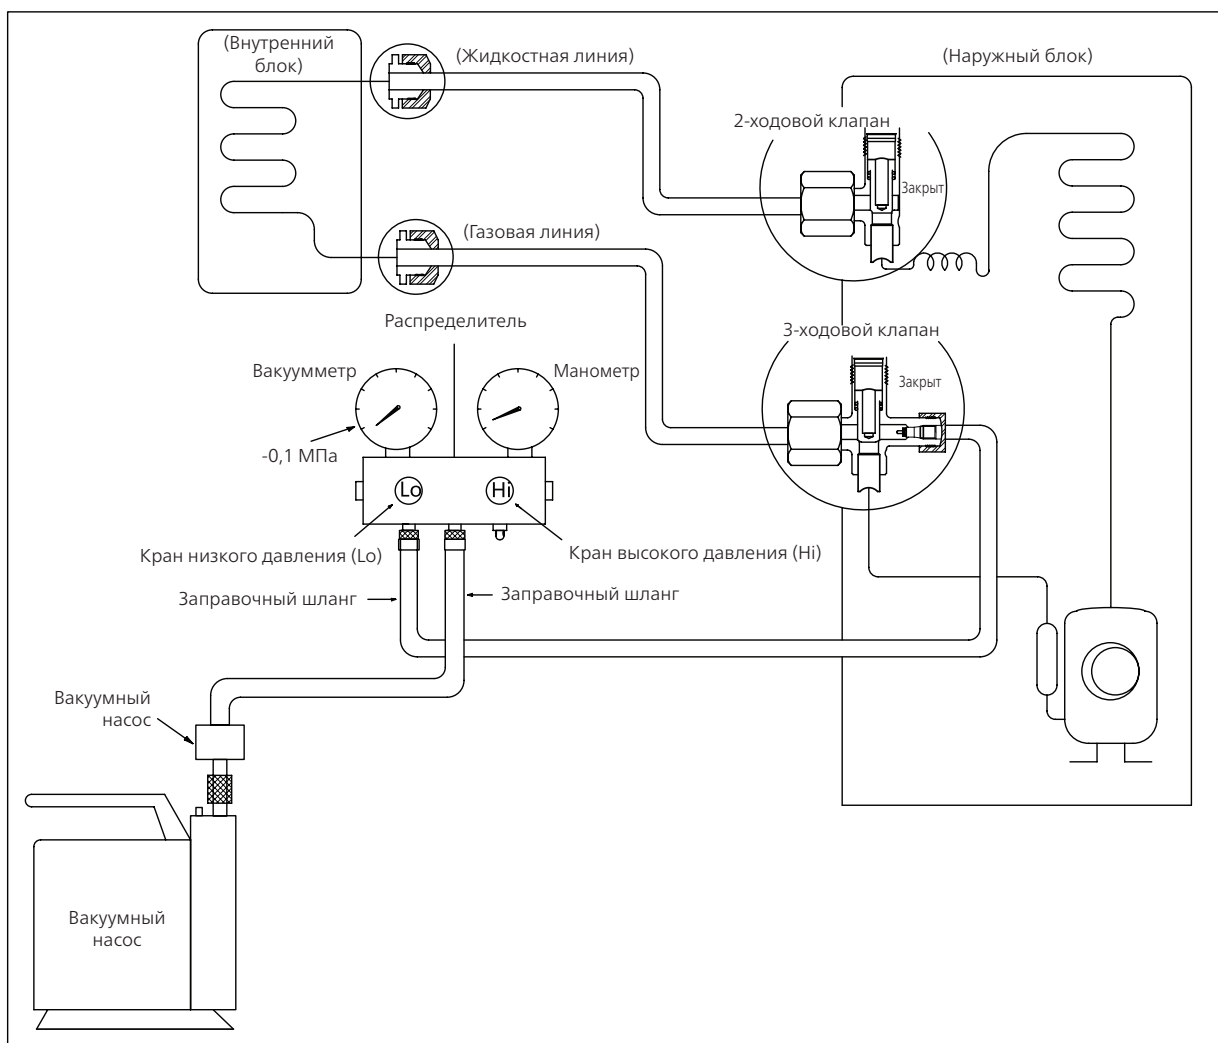 (Внутренний
блок)
(Жидкостная линия)
(Наружный блок)
2-ходовой клапан
Закрыт
(Газовая линия)
Распределитель
3-ходовой клапан
Вакуумметр
Манометр
Закрыт
-0,1 МПа
Lo
Hi
Кран низкого давления (Lo)
Кран высокого давления (Hi)
Заправочный шланг
Заправочный шланг
Вакуумный
насос
Вакуумный
насос